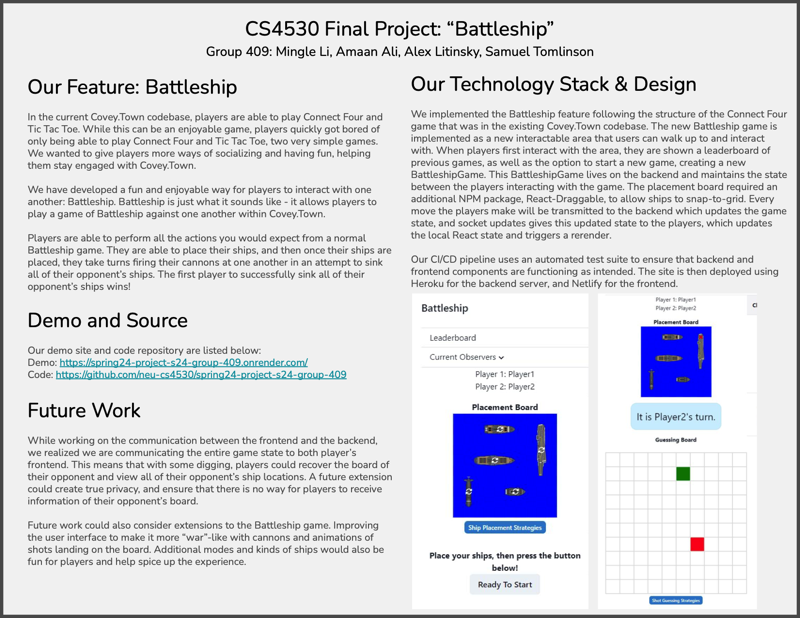 CS4530 Final Project: “Battleship”
Group 409: Mingle Li, Amaan Ali, Alex Litinsky, Samuel Tomlinson
Our Feature: Battleship
In the current Covey.Town codebase, players are able to play Connect Four and
Tic Tac Toe. While this can be an enjoyable game, players quickly got bored of
only being able to play Connect Four and Tic Tac Toe, two very simple games.
We wanted to give players more ways of socializing and having fun, helping
them stay engaged with Covey.Town.
We have developed a fun and enjoyable way for players to interact with one
another: Battleship. Battleship is just what it sounds like - it allows players to
play a game of Battleship against one another within Covey.Town.
Players are able to perform all the actions you would expect from a normal
Battleship game. They are able to place their ships, and then once their ships are
placed, they take turns firing their cannons at one another in an attempt to sink
all of their opponent’s ships. The first player to successfully sink all of their
opponent’s ships wins!
Demo and Source
Our demo site and code repository are listed below:
Demo: https://spring24-project-s24-group-409.onrender.com/
Code: https://github.com/neu-cs4530/spring24-project-s24-group-409
Future Work
While working on the communication between the frontend and the backend,
we realized we are communicating the entire game state to both player’s
frontend. This means that with some digging, players could recover the board of
their opponent and view all of their opponent’s ship locations. A future extension
could create true privacy, and ensure that there is no way for players to receive
information of their opponent’s board.
Future work could also consider extensions to the Battleship game. Improving
the user interface to make it more “war”-like with cannons and animations of
shots landing on the board. Additional modes and kinds of ships would also be
fun for players and help spice up the experience.
Our Technology Stack & Design
We implemented the Battleship feature following the structure of the Connect Four
game that was in the existing Covey.Town codebase. The new Battleship game is
implemented as a new interactable area that users can walk up to and interact
with. When players first interact with the area, they are shown a leaderboard of
previous games, as well as the option to start a new game, creating a new
BattleshipGame. This BattleshipGame lives on the backend and maintains the state
between the players interacting with the game. The placement board required an
additional NPM package, React-Draggable, to allow ships to snap-to-grid. Every
move the players make will be transmitted to the backend which updates the game
state, and socket updates gives this updated state to the players, which updates
the local React state and triggers a rerender.
Our CI/CD pipeline uses an automated test suite to ensure that backend and
frontend components are functioning as intended. The site is then deployed using
Heroku for the backend server, and Netlify for the frontend.
Battleship
Leaderboard
Current Observers
Player 1: Player1
Player 2: Player2
Placement Board
Ship Placement Strategies
Place your ships, then press the button
below!
Ready To Start
Player 1: Player1
Player 2: Player2
Placement Board
It is Player2's turn.
Guessing Board
Shot Guessing Strategies